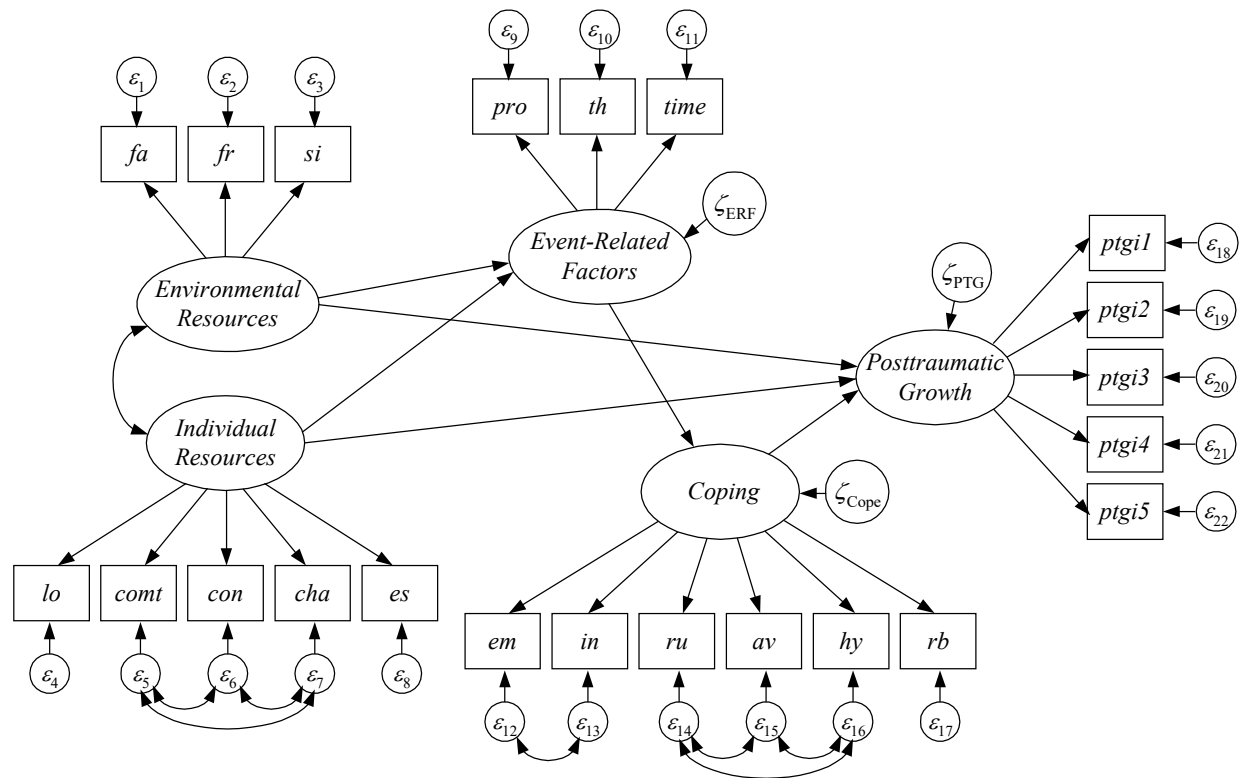 ε9 ε10 ε11
ε1 ε2 ε3
pro th time
fa fr si
ζERF
Event-Related
Factors
ptgi1 ε18
ζPTG
Environmental
Resources
ptgi2 ε19
Posttraumatic
Growth
ptgi3 ε20
Individual
Resources
ptgi4 ε21
Coping
ζCope
ptgi5 ε22
lo comt con cha es
em in ru av hy rb
ε4 ε5 ε6 ε7 ε8
ε12 ε13 ε14 ε15 ε16 ε17